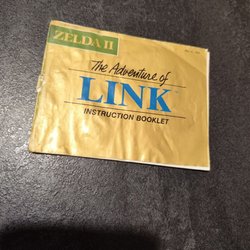 ZELDA II
The Adventure of
LINK
INSTRUCTION BOOKLET